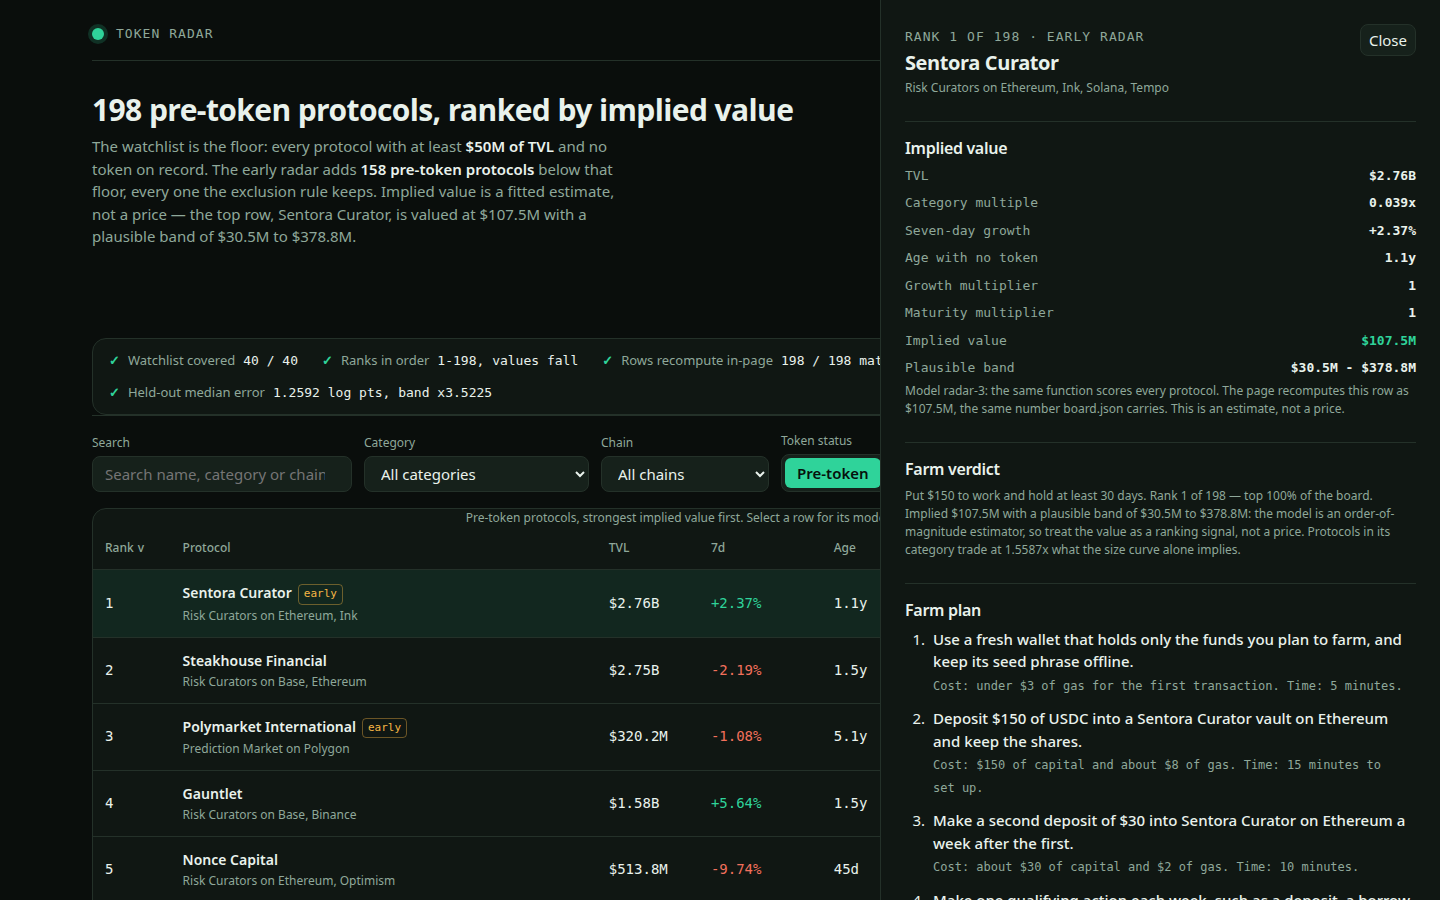 TOKEN RADAR
198 pre-token protocols, ranked by implied value
The watchlist is the floor: every protocol with at least $50M of TVL and no
token on record. The early radar adds 158 pre-token protocols below that
floor, every one the exclusion rule keeps. Implied value is a fitted estimate,
not a price — the top row, Sentora Curator, is valued at $107.5M with a
plausible band of $30.5M to $378.8M.
✓ Watchlist covered 40 / 40 ✓ Ranks in order 1-198, values fall ✓ Rows recompute in-page 198 / 198 mat
✓ Held-out median error 1.2592 log pts, band x3.5225
Search Category Chain Token status
Search name, category or chain All categories All chains Pre-token
Pre-token protocols, strongest implied value first. Select a row for its mod
Rank v Protocol TVL 7d Age
1 Sentora Curator early $2.76B +2.37% 1.1y
Risk Curators on Ethereum, Ink
2 Steakhouse Financial $2.75B -2.19% 1.5y
Risk Curators on Base, Ethereum
3 Polymarket International early $320.2M -1.08% 5.1y
Prediction Market on Polygon
4 Gauntlet $1.58B +5.64% 1.5y
Risk Curators on Base, Binance
5 Nonce Capital $513.8M -9.74% 45d
Risk Curators on Ethereum, Optimism
RANK 1 OF 198 · EARLY RADAR
Close
Sentora Curator
Risk Curators on Ethereum, Ink, Solana, Tempo
Implied value
TVL $2.76B
Category multiple 0.039x
Seven-day growth +2.37%
Age with no token 1.1y
Growth multiplier 1
Maturity multiplier 1
Implied value $107.5M
Plausible band $30.5M - $378.8M
Model radar-3: the same function scores every protocol. The page recomputes this row as
$107.5M, the same number board.json carries. This is an estimate, not a price.
Farm verdict
Put $150 to work and hold at least 30 days. Rank 1 of 198 — top 100% of the board.
Implied $107.5M with a plausible band of $30.5M to $378.8M: the model is an order-of-
magnitude estimator, so treat the value as a ranking signal, not a price. Protocols in its
category trade at 1.5587x what the size curve alone implies.
Farm plan
1. Use a fresh wallet that holds only the funds you plan to farm, and
keep its seed phrase offline.
Cost: under $3 of gas for the first transaction. Time: 5 minutes.
2. Deposit $150 of USDC into a Sentora Curator vault on Ethereum
and keep the shares.
Cost: $150 of capital and about $8 of gas. Time: 15 minutes to
set up.
3. Make a second deposit of $30 into Sentora Curator on Ethereum a
week after the first.
Cost: about $30 of capital and $2 of gas. Time: 10 minutes.
4. Make one qualifying action each week, such as a deposit, a borrow